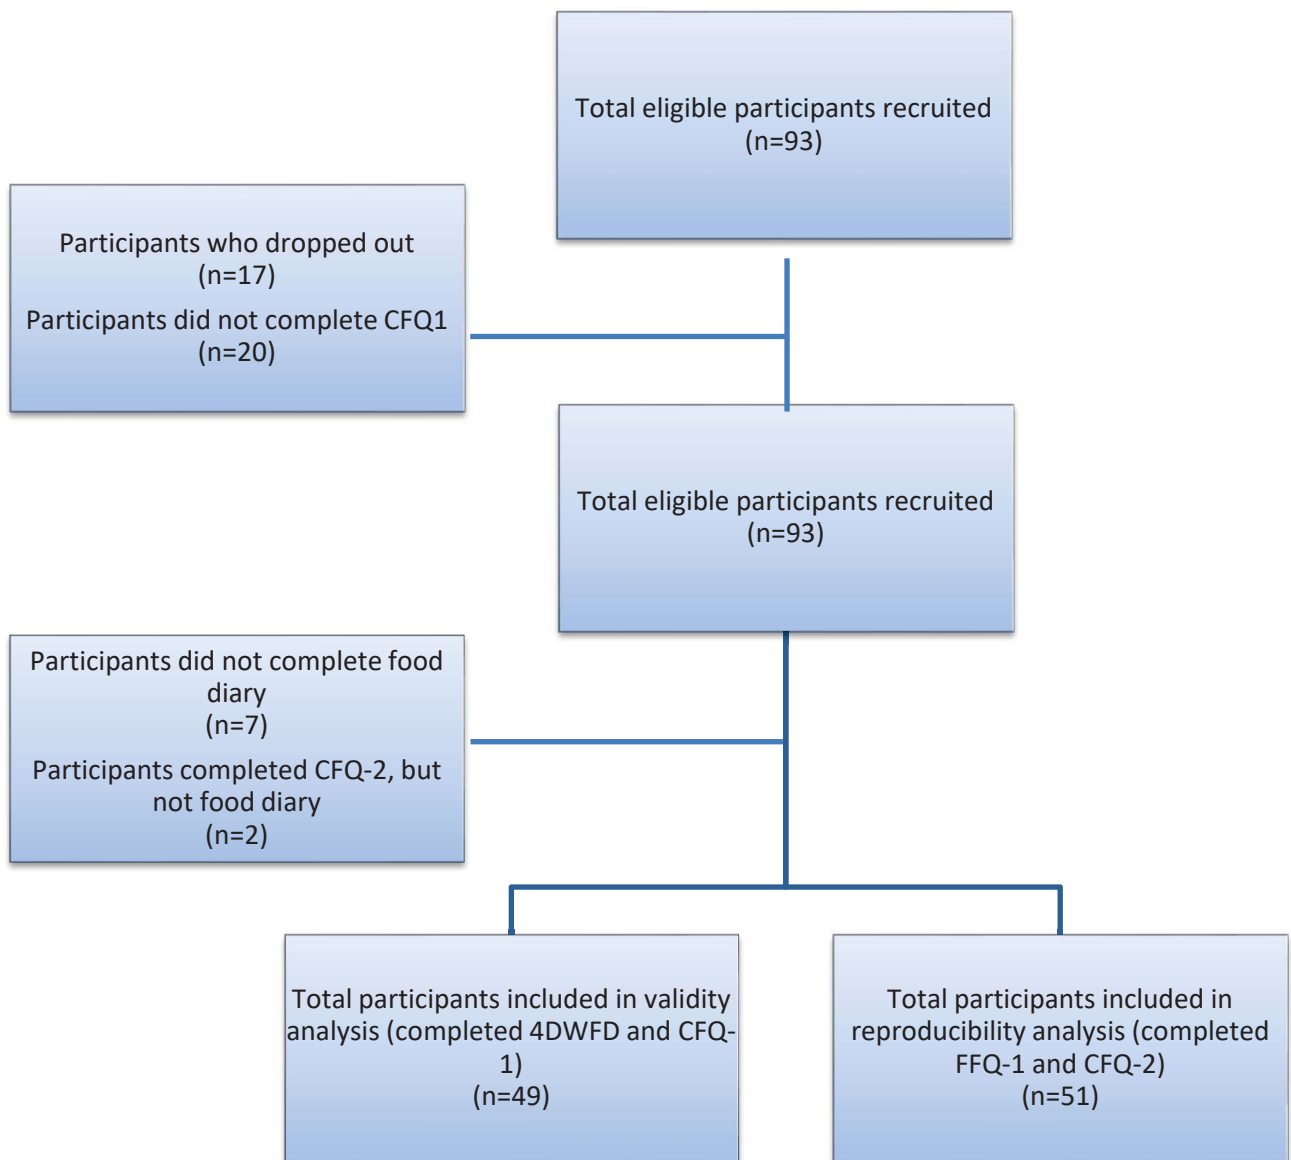 Total eligible participants recruited
(n=93)
Participants who dropped out
(n=17)
Participants did not complete CFQ1
(n=20)
Total eligible participants recruited
(n=93)
Participants did not complete food
diary
(n=7)
Participants completed CFQ-2, but
not food diary
(n=2)
Total participants included in validity
analysis (completed 4DWFD and CFQ-
1)
(n=49)
Total participants included in
reproducibility analysis (completed
FFQ-1 and CFQ-2)
(n=51)